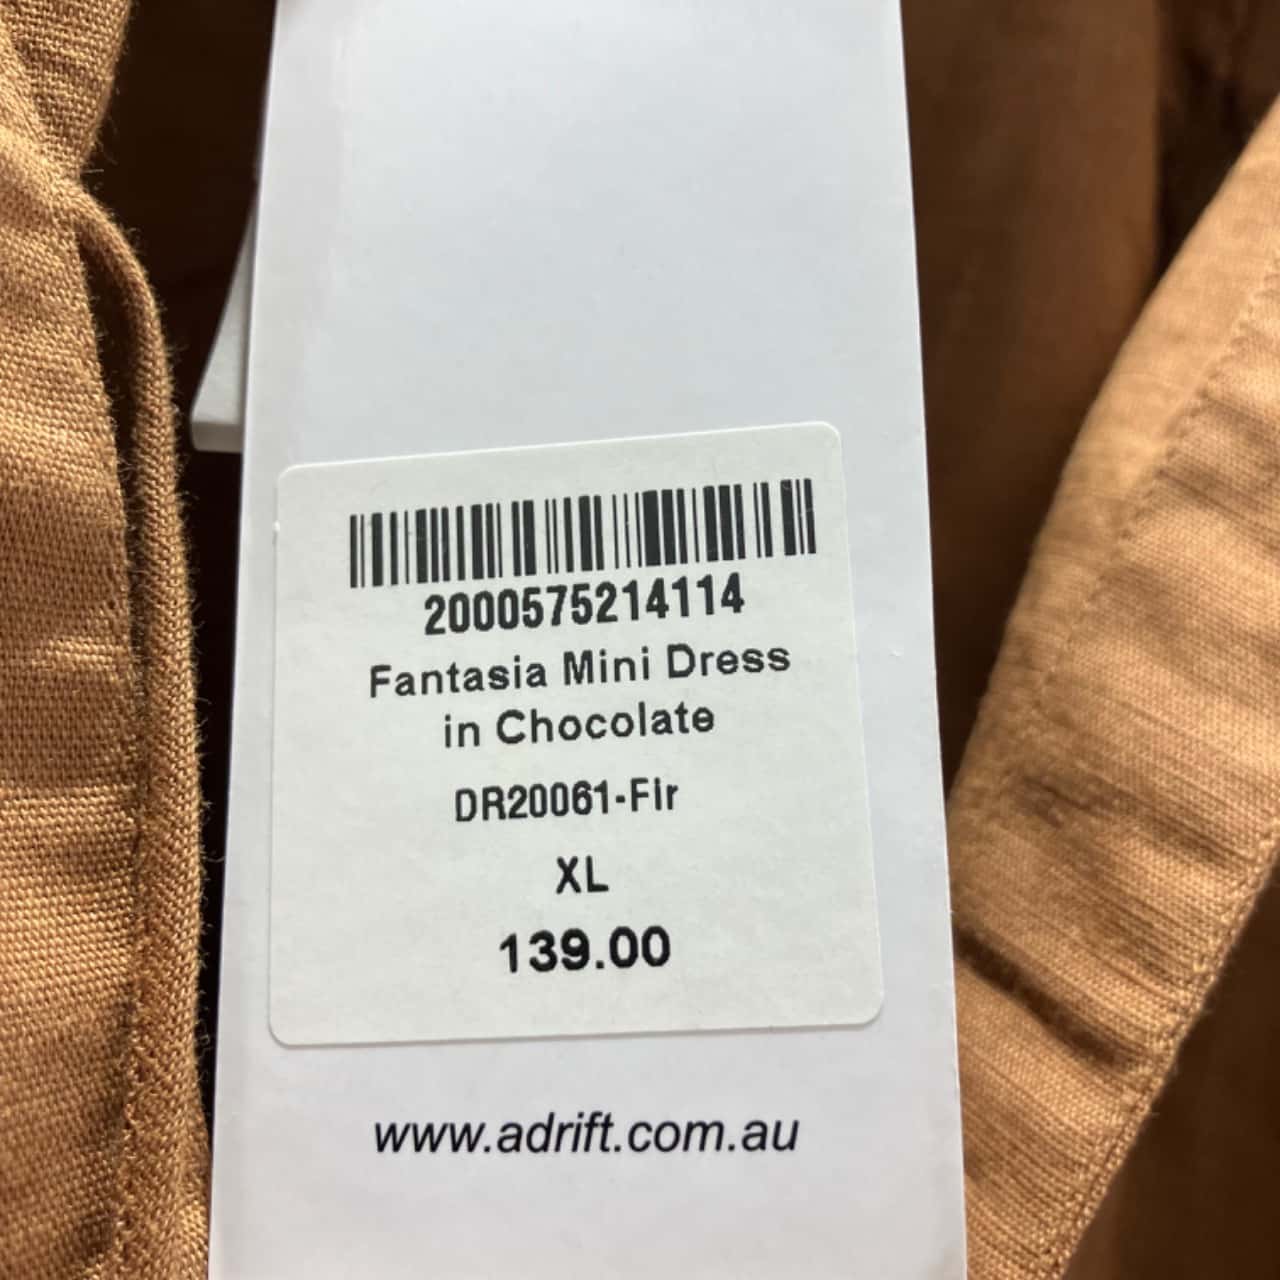 2000575214114
Fantasia Mini Dress
in Chocolate
DR20061-Flr
XL
139.00
www.adrift.com.au